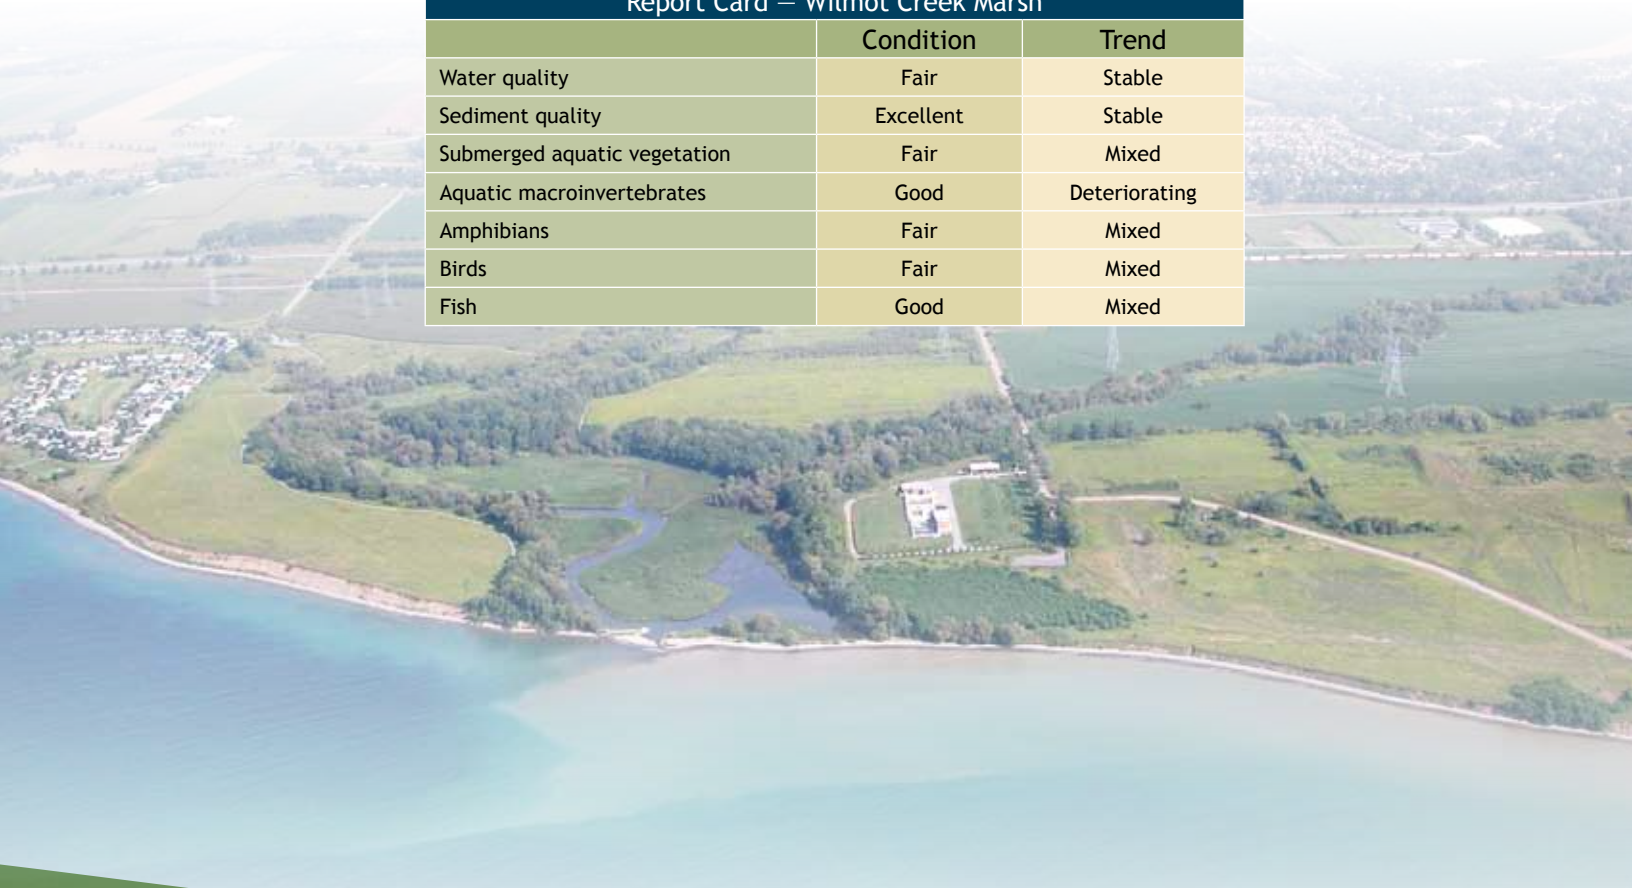 Report Card — Wilmot Creek Marsh
Condition Trend
Water quality Fair Stable
Sediment quality Excellent Stable
Submerged aquatic vegetation Fair Mixed
Aquatic macroinvertebrates Good Deteriorating
Amphibians Fair Mixed
Birds Fair Mixed
Fish Good Mixed